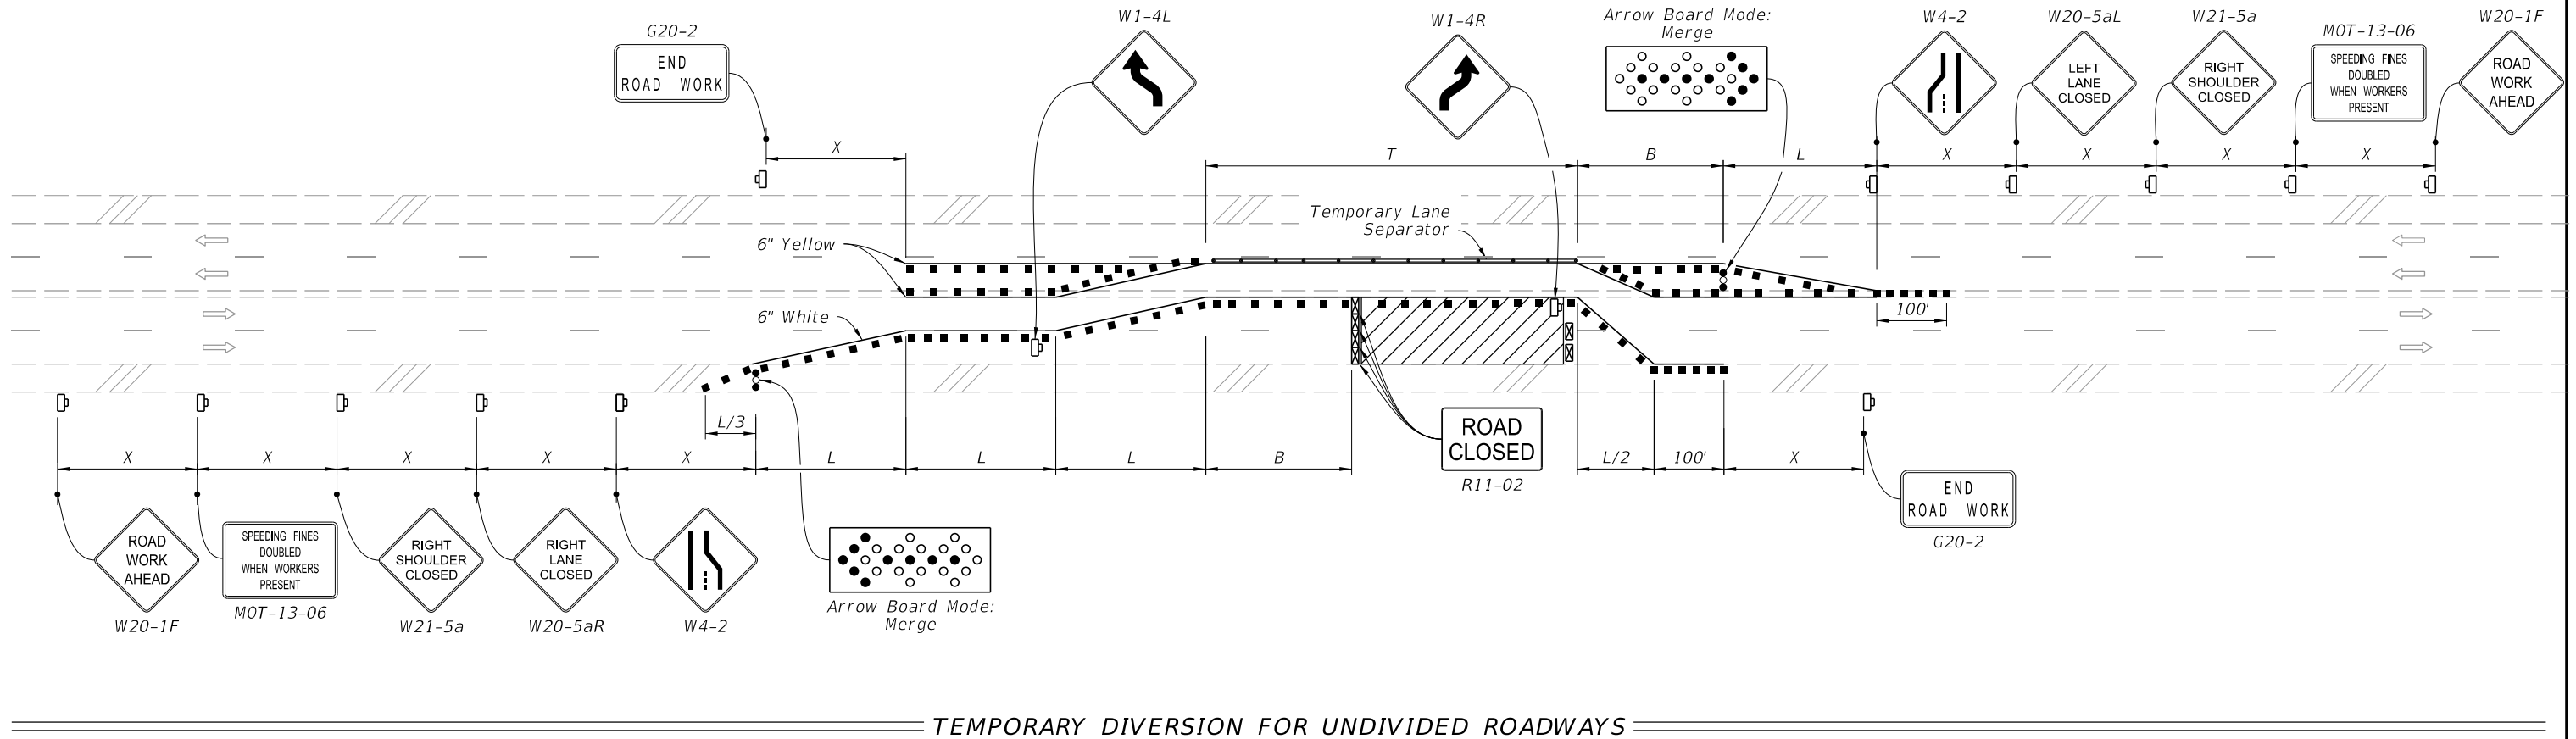 W1-4L
W1-4R
Arrow Board Mode:
Merge
W4-2
W20-5aL
W21-5a
MOT-13-06
W20-1F
G20-2
END
ROAD WORK
LEFT
LANE
CLOSED
RIGHT
SHOULDER
CLOSED
SPEEDING FINES
DOUBLED
WHEN WORKERS
PRESENT
ROAD
WORK
AHEAD
X
T
B
L
X
X
X
X
Temporary Lane
Separator
6" Yellow
6" White
100'
L/3
X
X
X
X
X
L
L
L
B
L/2
100'
X
ROAD
CLOSED
R11-02
END
ROAD WORK
G20-2
ROAD
WORK
AHEAD
W20-1F
SPEEDING FINES
DOUBLED
WHEN WORKERS
PRESENT
MOT-13-06
RIGHT
SHOULDER
CLOSED
W21-5a
RIGHT
LANE
CLOSED
W20-5aR
W4-2
Arrow Board Mode:
Merge
TEMPORARY DIVERSION FOR UNDIVIDED ROADWAYS